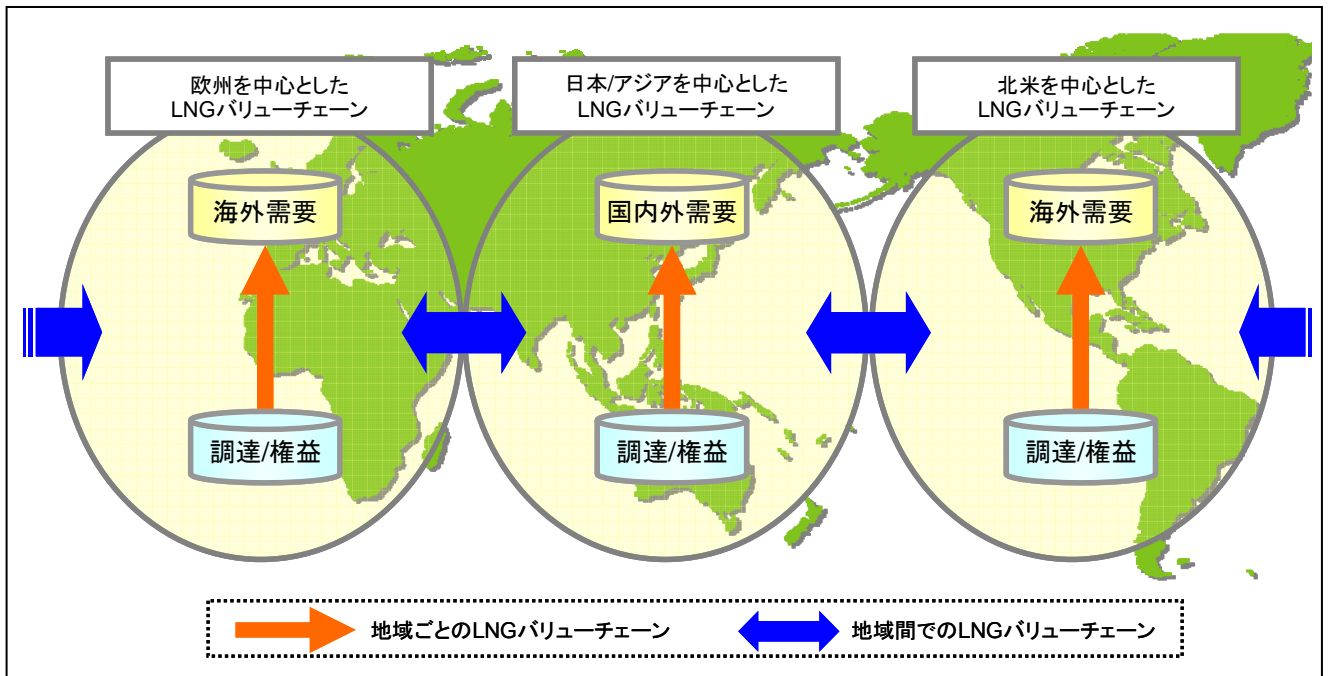 欧州を中心とした
LNGバリューチェーン
日本/アジアを中心とした
LNGバリューチェーン
北米を中心とした
LNGバリューチェーン
海外需要
国内外需要
海外需要
調達/権益
調達/権益
調達/権益
地域ごとのLNGバリューチェーン
地域間でのLNGバリューチェーン